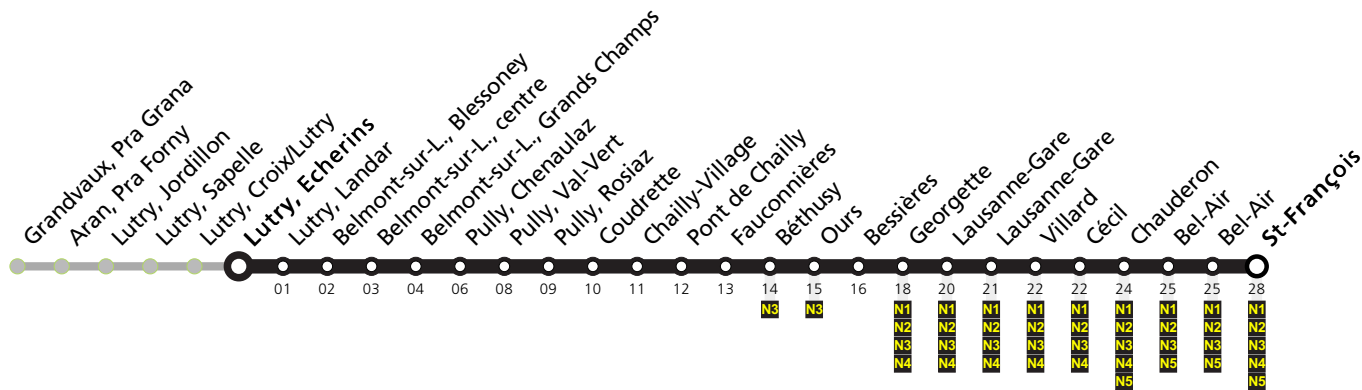 Grandvaux, Pra Grana
Aran, Pra Forny
Lutry, Jordillon
Lutry, Sapelle
Lutry, Croix/Lutry
Lutry, Echerins
Lutry, Landar
Belmont-sur-L., Blessoney
Belmont-sur-L., centre
Belmont-sur-L., Grands Champs
Pully, Chenaulaz
Pully, Val-Vert
Pully, Rosiaz
Coudrette
Chailly-Village
Pont de Chailly
Fauconnières
Béthusy
Ours
Bessières
Georgette
Lausanne-Gare
Lausanne-Gare
Villard
Cécil
Chauderon
Bel-Air
Bel-Air
St-François
01 02 03 04 06 08 09 10 11 12 13 14 15 16 18 20 21 22 22 24 25 25 28
N3 N3 N1 N1 N1 N1 N1 N1 N1 N1 N1
N2 N2 N2 N2 N2 N2 N2 N2 N2
N3 N3 N3 N3 N3 N3 N3 N3 N3
N4 N4 N4 N4 N4 N4 N5 N5 N4
N5 N5